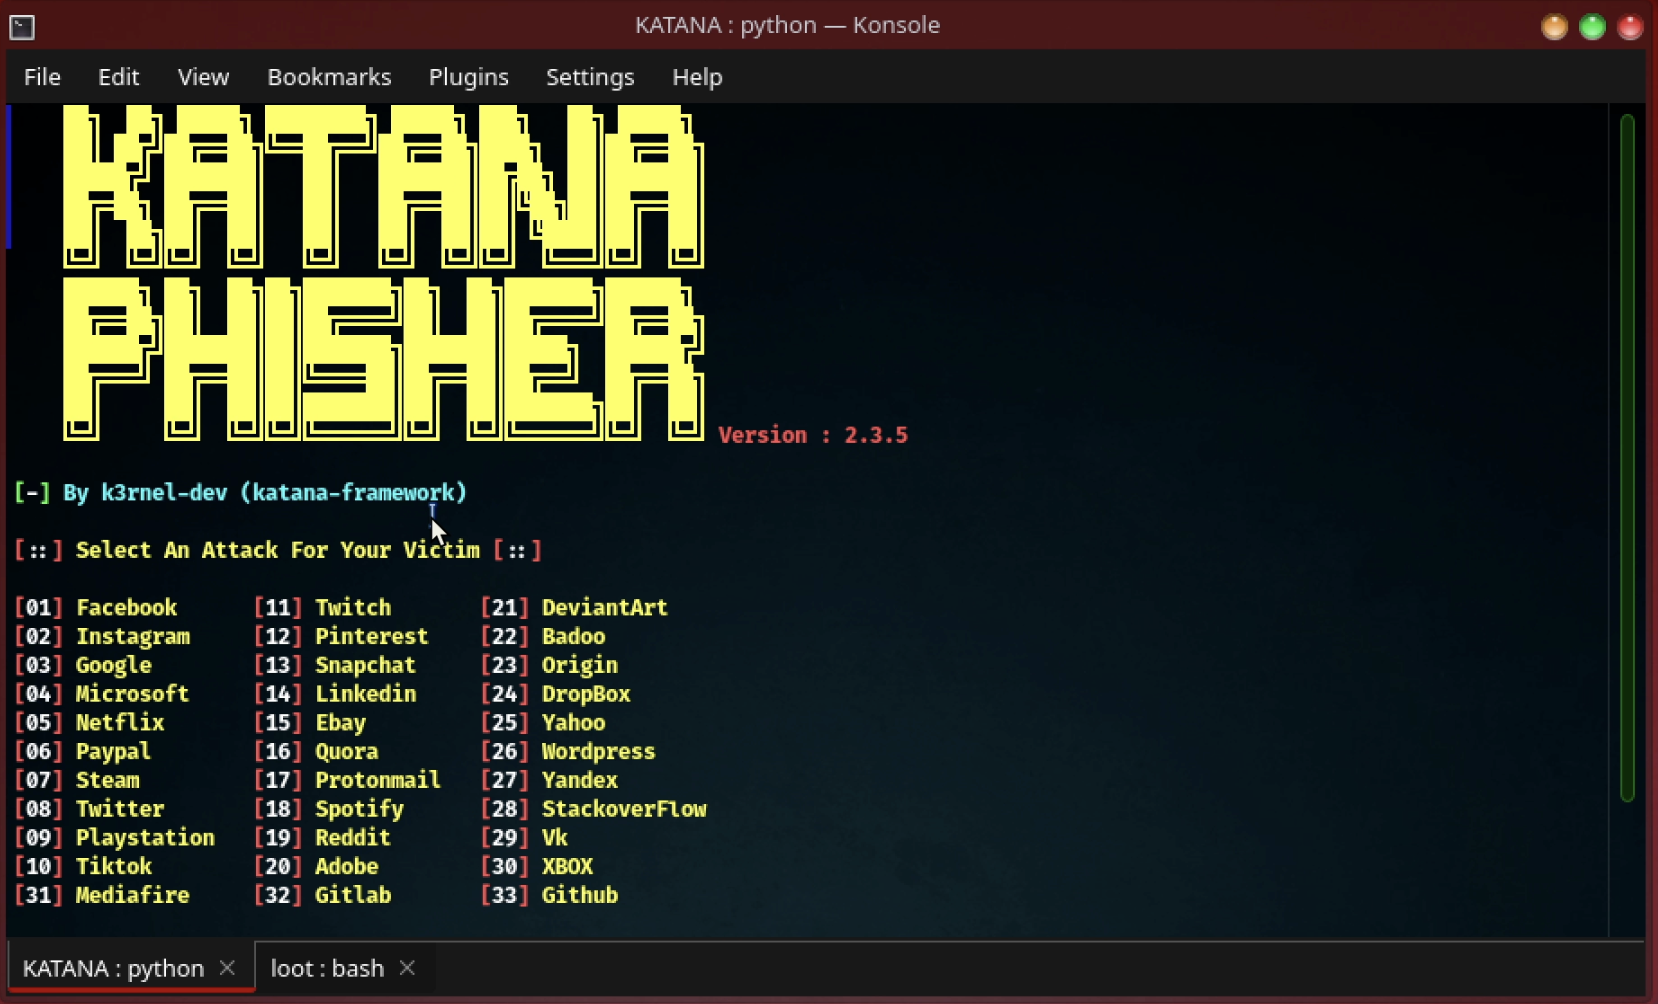 KATANA : python — Konsole
File Edit View Bookmarks Plugins Settings Help
KATANA
PHISHER
Version : 2.3.5
[-] By k3rnel-dev (katana-framework)
[::] Select An Attack For Your Victim [::]
[01] Facebook [11] Twitch [21] DeviantArt
[02] Instagram [12] Pinterest [22] Badoo
[03] Google [13] Snapchat [23] Origin
[04] Microsoft [14] Linkedin [24] DropBox
[05] Netflix [15] Ebay [25] Yahoo
[06] Paypal [16] Quora [26] Wordpress
[07] Steam [17] Protonmail [27] Yandex
[08] Twitter [18] Spotify [28] StackoverFlow
[09] Playstation [19] Reddit [29] Vk
[10] Tiktok [20] Adobe [30] XBOX
[31] Mediafire [32] Gitlab [33] Github
KATANA : python loot : bash